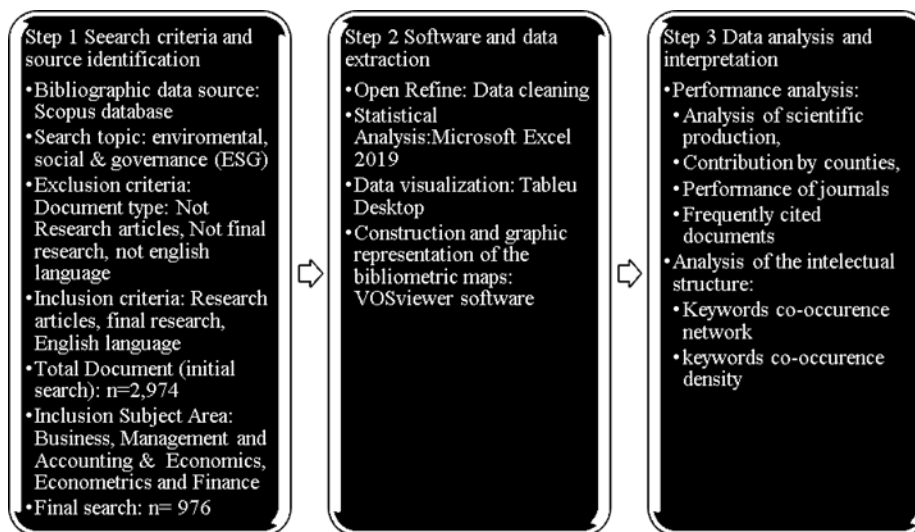 Step 1 Seearch criteria and
source identification
•Bibliographic data source:
Scopus database
•Search topic: enviromental,
social & governance (ESG)
•Exclusion criteria:
Document type: Not
Research articles, Not final
research, not english
language
•Inclusion criteria: Research
articles, final research,
English language
•Total Document (initial
search): n=2,974
•Inclusion Subject Area:
Business, Management and
Accounting & Economics,
Econometrics and Finance
•Final search: n= 976
Step 2 Software and data
extraction
•Open Refine: Data cleaning
•Statistical
Analysis:Microsoft Excel
2019
•Data visualization: Tableu
Desktop
•Construction and graphic
representation of the
bibliometric maps:
VOSviewer software
Step 3 Data analysis and
interpretation
•Performance analysis:
•Analysis of scientific
production,
•Contribution by counties,
•Performance of journals
•Frequently cited
documents
•Analysis of the intelectual
structure:
•Keywords co-occurence
network
•keywords co-occurence
density